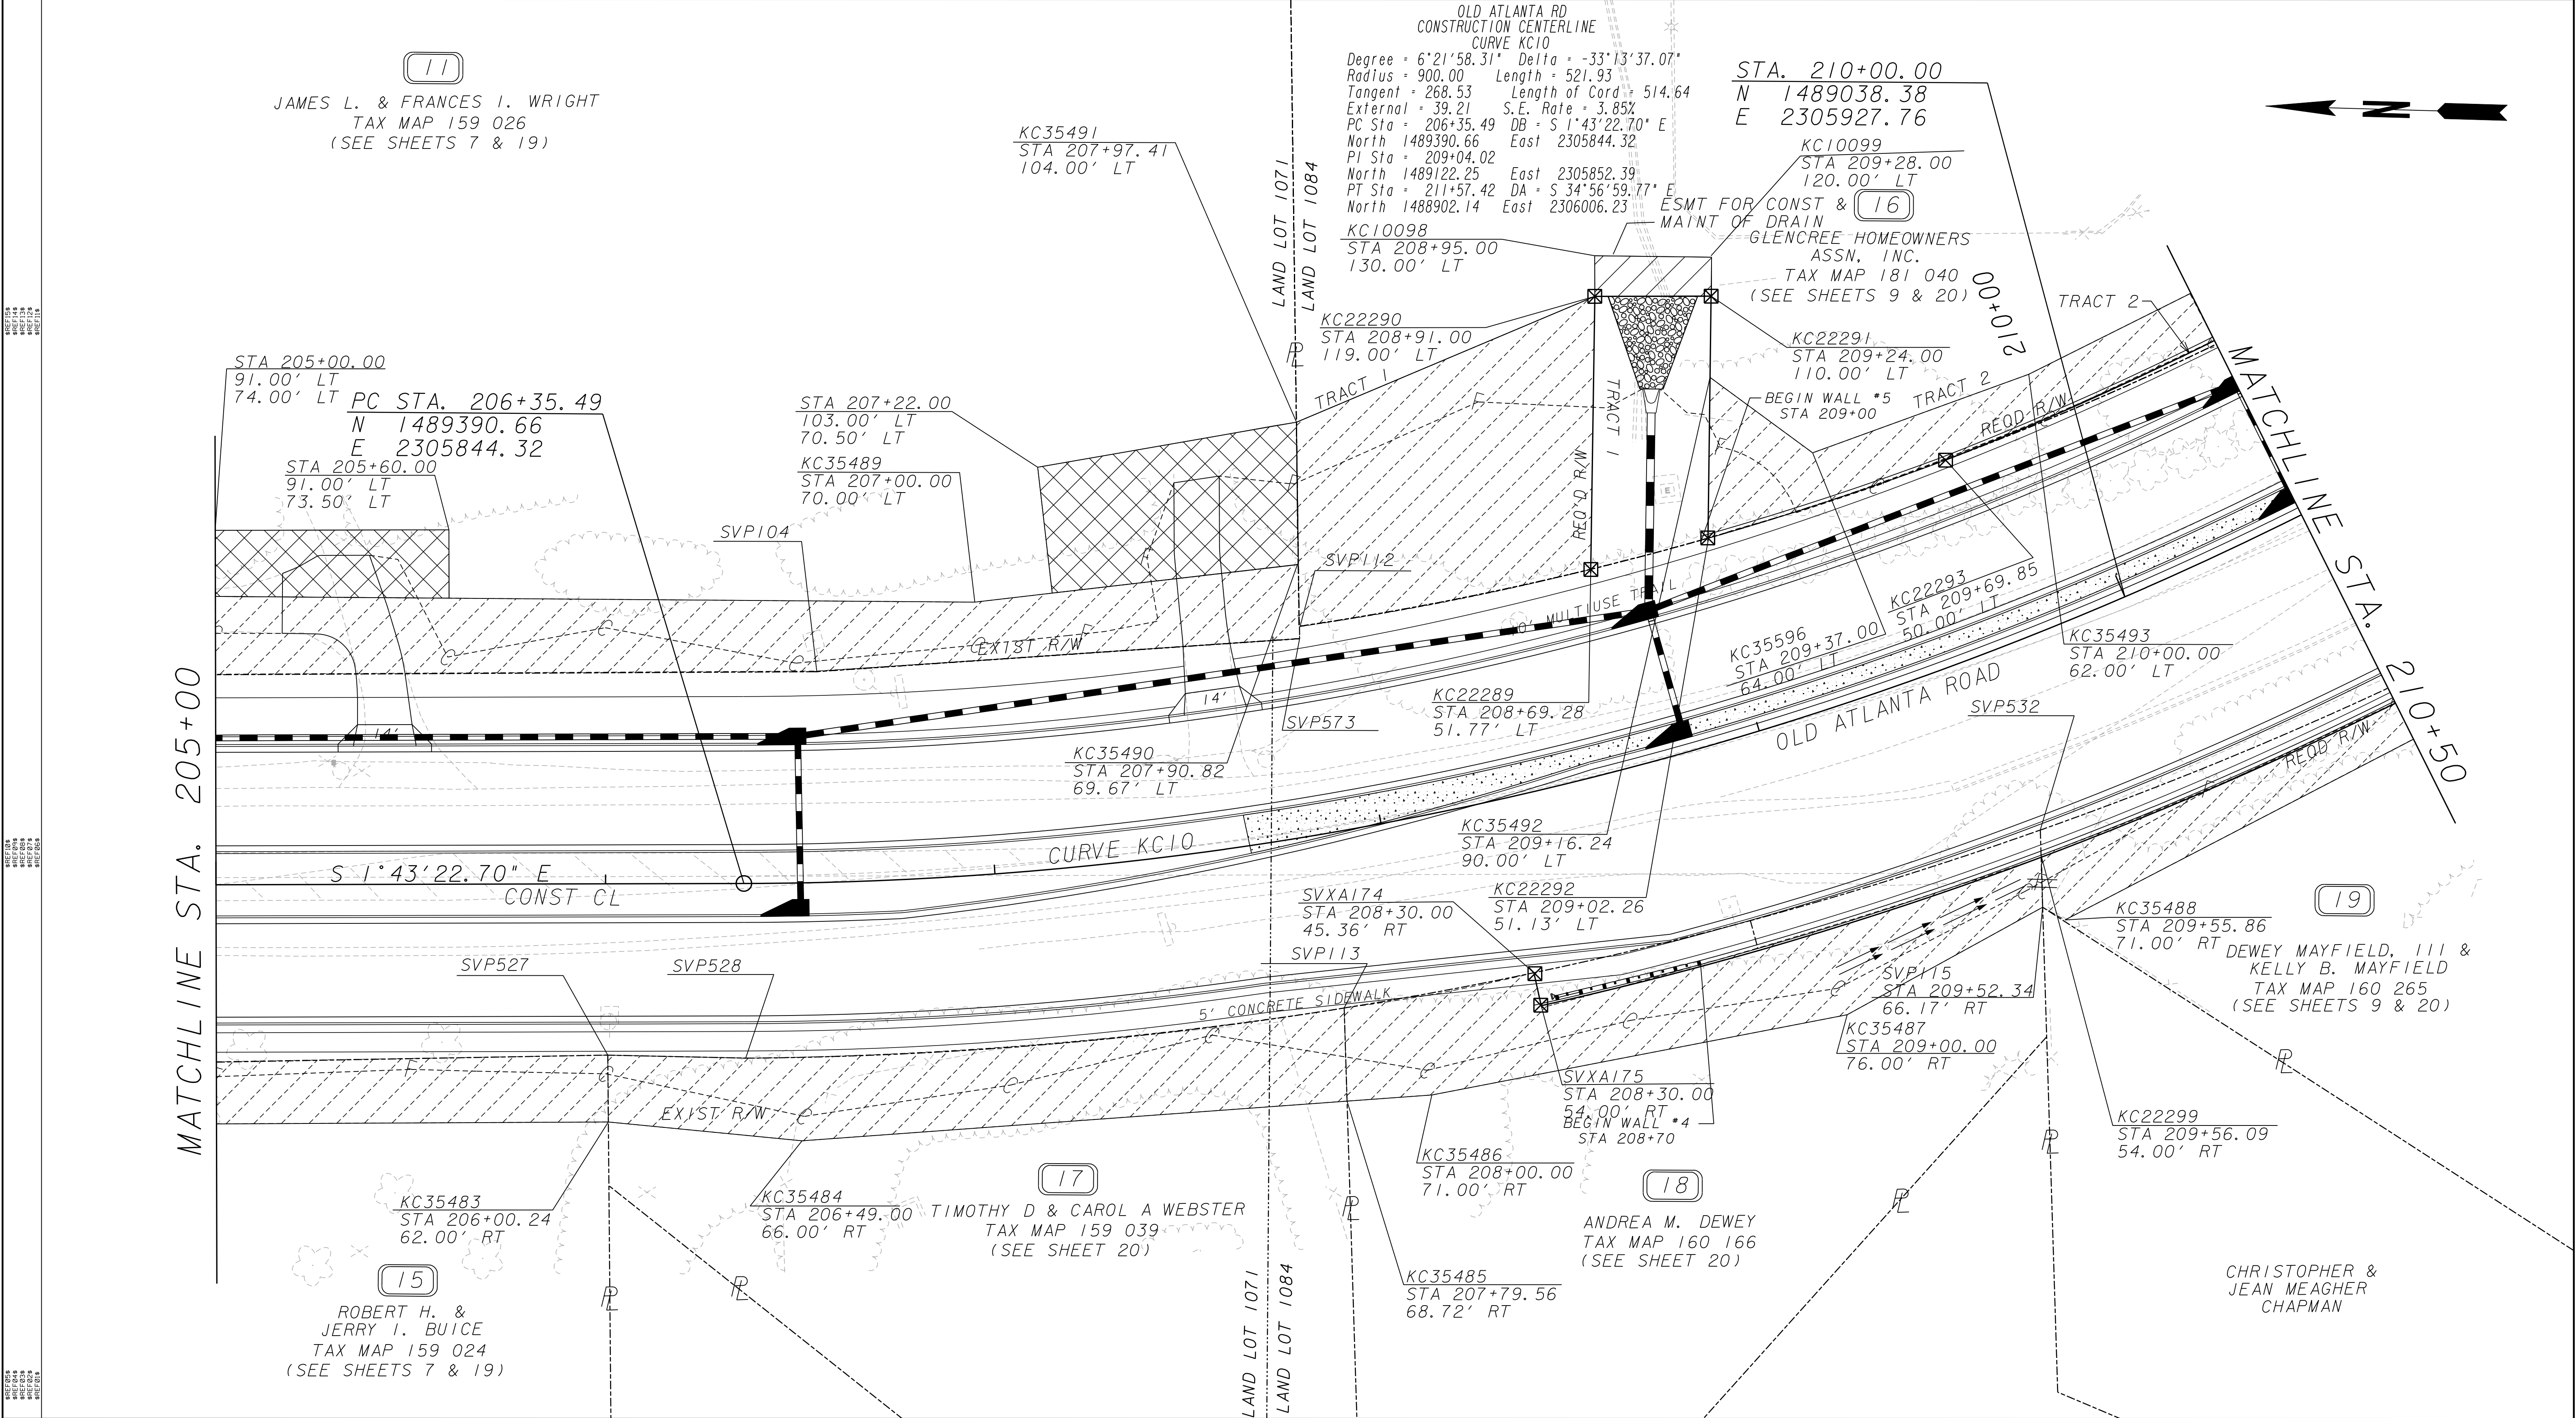 OLD ATLANTA RD
CONSTRUCTION CENTERLINE
CURVE KC10
Degree = 6°21'58.31" Delta = -33°13'37.07"
Radius = 900.00 Length = 521.93
Tangent = 268.53 Length of Cord = 514.64
External = 39.21 S.E. Rate = 3.85%
PC Sta = 206+35.49 DB = S 1°43'22.70" E
North 1489390.66 East 2305844.32
PI Sta = 209+04.02
North 1489122.25 East 2305852.39
PT Sta = 211+57.42 DA = S 34°56'59.77" E
North 1488902.14 East 2306006.23
11
JAMES L. & FRANCES I. WRIGHT
TAX MAP 159 026
(SEE SHEETS 7 & 19)
STA. 210+00.00
N 1489038.38
E 2305927.76
N
KC35491
STA 207+97.41
104.00' LT
LAND LOT 1071
LAND LOT 1084
KC10099
STA 209+28.00
120.00' LT
ESMT FOR CONST &
MAINT OF DRAIN
16
GLENCREE HOMEOWNERS
ASSN, INC.
TAX MAP 181 040
(SEE SHEETS 9 & 20)
KC10098
STA 208+95.00
130.00' LT
KC22290
STA 208+91.00
119.00' LT
KC22291
STA 209+24.00
110.00' LT
210+00
TRACT 2
STA 205+00.00
91.00' LT
74.00' LT
PC STA. 206+35.49
N 1489390.66
E 2305844.32
STA 205+60.00
91.00' LT
73.50' LT
STA 207+22.00
103.00' LT
70.50' LT
KC35489
STA 207+00.00
70.00' LT
SVP104
PL
TRACT 1
TRACT 1
REQ'D R/W
BEGIN WALL #5
STA 209+00
TRACT 2
REQD R/W
MATCHLINE STA. 210+50
SVP112
EXIST R/W
10' MULTIUSE TRAIL
KC22293
STA 209+69.85
50.00' LT
KC35596
STA 209+37.00
64.00' LT
KC35493
STA 210+00.00
62.00' LT
MATCHLINE STA. 205+00
14'
14'
KC22289
STA 208+69.28
51.77' LT
SVP573
KC35490
STA 207+90.82
69.67' LT
OLD ATLANTA ROAD
SVP532
REQD R/W
CURVE KC10
S 1°43'22.70" E
CONST CL
KC35492
STA 209+16.24
90.00' LT
KC22292
STA 209+02.26
51.13' LT
SVXA174
STA 208+30.00
45.36' RT
SVP113
SVP527
SVP528
5' CONCRETE SIDEWALK
KC35488
STA 209+55.86
71.00' RT
19
DEWEY MAYFIELD, III &
KELLY B. MAYFIELD
TAX MAP 160 265
(SEE SHEETS 9 & 20)
SVP115
STA 209+52.34
66.17' RT
KC35487
STA 209+00.00
76.00' RT
SVXA175
STA 208+30.00
54.00' RT
BEGIN WALL #4
STA 208+70
EXIST R/W
KC22299
STA 209+56.09
54.00' RT
PL
PL
KC35486
STA 208+00.00
71.00' RT
KC35483
STA 206+00.24
62.00' RT
KC35484
STA 206+49.00
66.00' RT
17
TIMOTHY D & CAROL A WEBSTER
TAX MAP 159 039
(SEE SHEET 20)
PL
18
ANDREA M. DEWEY
TAX MAP 160 166
(SEE SHEET 20)
PL
KC35485
STA 207+79.56
68.72' RT
15
ROBERT H. &
JERRY I. BUICE
TAX MAP 159 024
(SEE SHEETS 7 & 19)
PL
PL
LAND LOT 1071
LAND LOT 1084
CHRISTOPHER &
JEAN MEAGHER
CHAPMAN